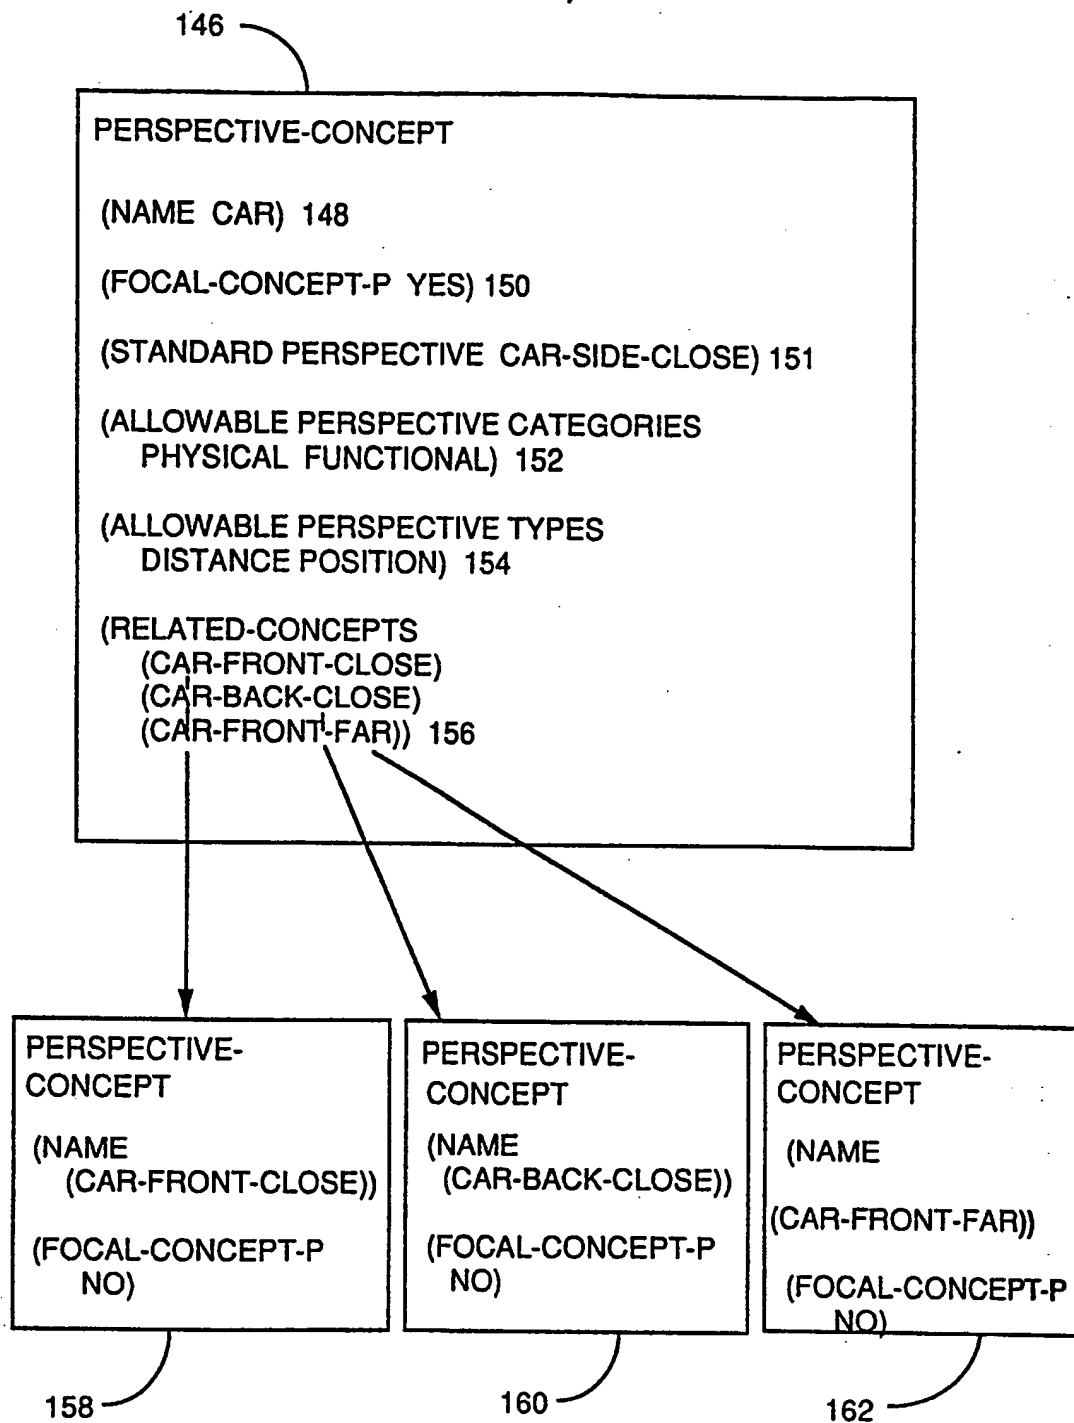 146
PERSPECTIVE-CONCEPT
(NAME CAR) 148
(FOCAL-CONCEPT-P YES) 150
(STANDARD PERSPECTIVE CAR-SIDE-CLOSE) 151
(ALLOWABLE PERSPECTIVE CATEGORIES
PHYSICAL FUNCTIONAL) 152
(ALLOWABLE PERSPECTIVE TYPES
DISTANCE POSITION) 154
(RELATED-CONCEPTS
(CAR-FRONT-CLOSE)
(CAR-BACK-CLOSE)
(CAR-FRONT-FAR)) 156
PERSPECTIVE-
CONCEPT
(NAME
(CAR-FRONT-CLOSE))
(FOCAL-CONCEPT-P
NO)
158
PERSPECTIVE-
CONCEPT
(NAME
(CAR-BACK-CLOSE))
(FOCAL-CONCEPT-P
NO)
160
PERSPECTIVE-
CONCEPT
(NAME
(CAR-FRONT-FAR))
(FOCAL-CONCEPT-P
NO)
162